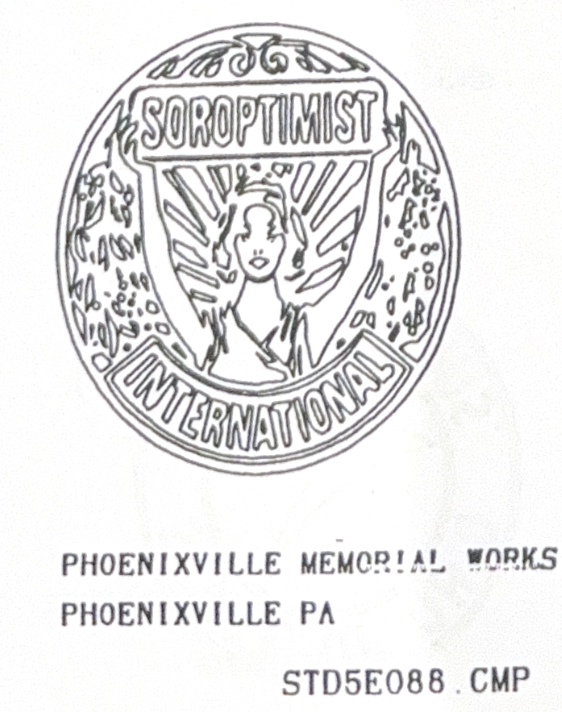 SOROPTIMIST
INTERNATIONAL
PHOENIXVILLE MEMORIAL WORKS
PHOENIXVILLE PA
STD5E088.CMP